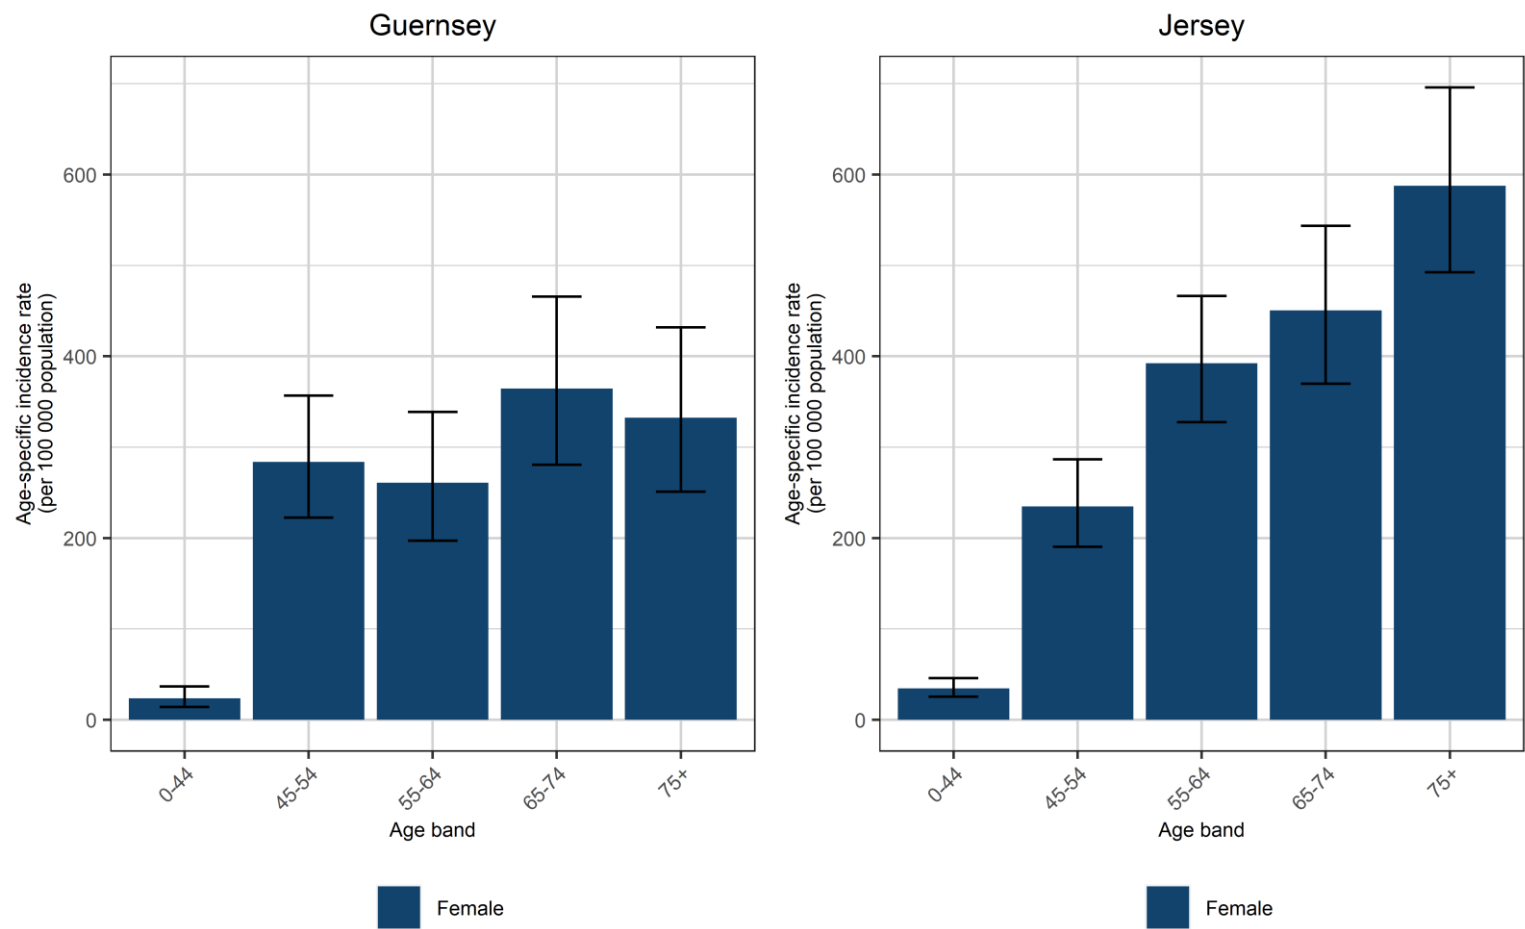 Guernsey
Age-specific incidence rate
(per 100 000 population)
600
400
200
0
0-44
45-54
55-64
65-74
75+
Age band
Female
Jersey
Age-specific incidence rate
(per 100 000 population)
600
400
200
0
0-44
45-54
55-64
65-74
75+
Age band
Female